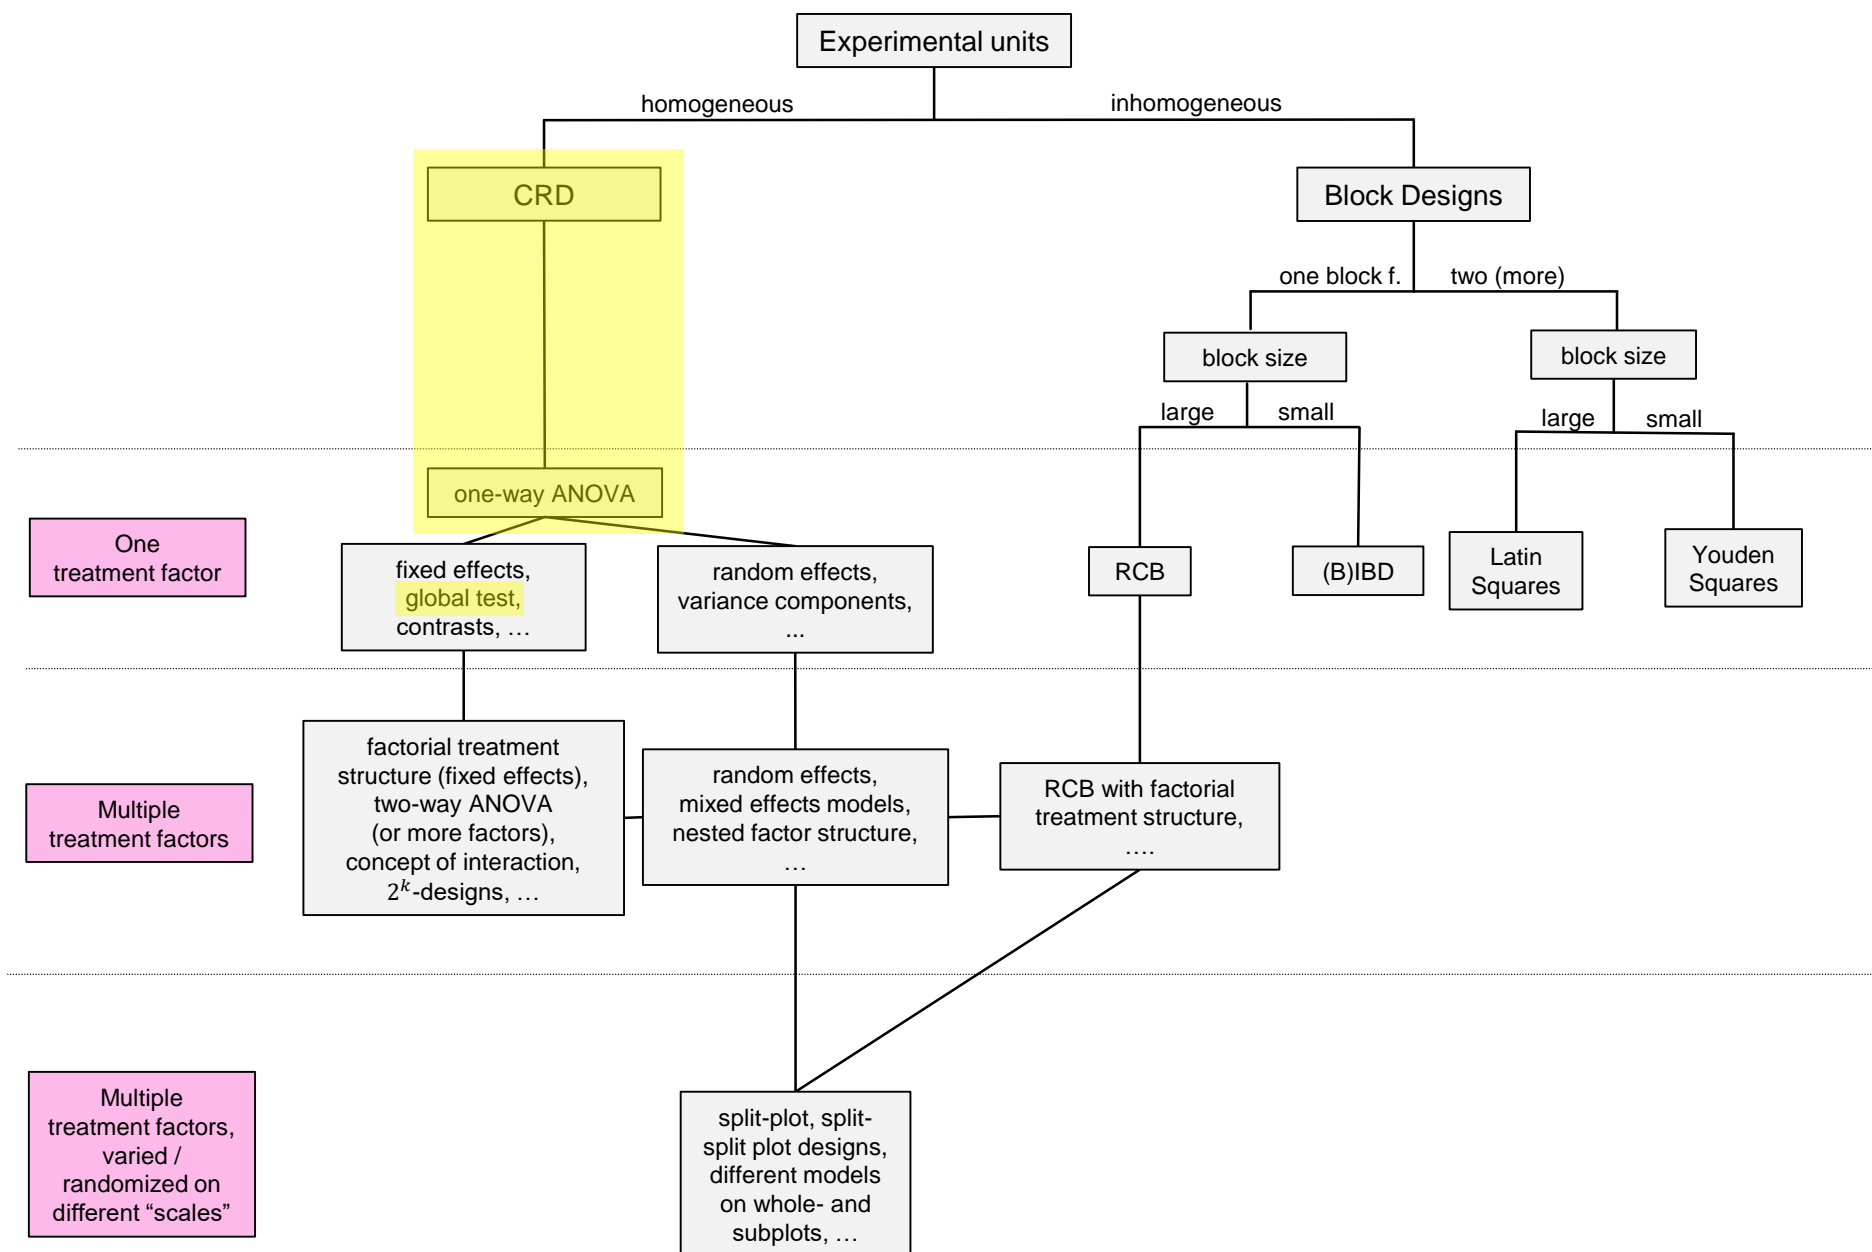 Experimental units
homogeneous
inhomogeneous
CRD
Block Designs
one block f.
two (more)
block size
block size
large
small
large
small
one-way ANOVA
One
treatment factor
fixed effects,
global test,
contrasts, …
random effects,
variance components,
...
RCB
(B)IBD
Latin
Squares
Youden
Squares
Multiple
treatment factors
factorial treatment
structure (fixed effects),
two-way ANOVA
(or more factors),
concept of interaction,
2^k-designs, …
random effects,
mixed effects models,
nested factor structure,
…
RCB with factorial
treatment structure,
….
Multiple
treatment factors,
varied /
randomized on
different “scales”
split-plot, split-
split plot designs,
different models
on whole- and
subplots, …